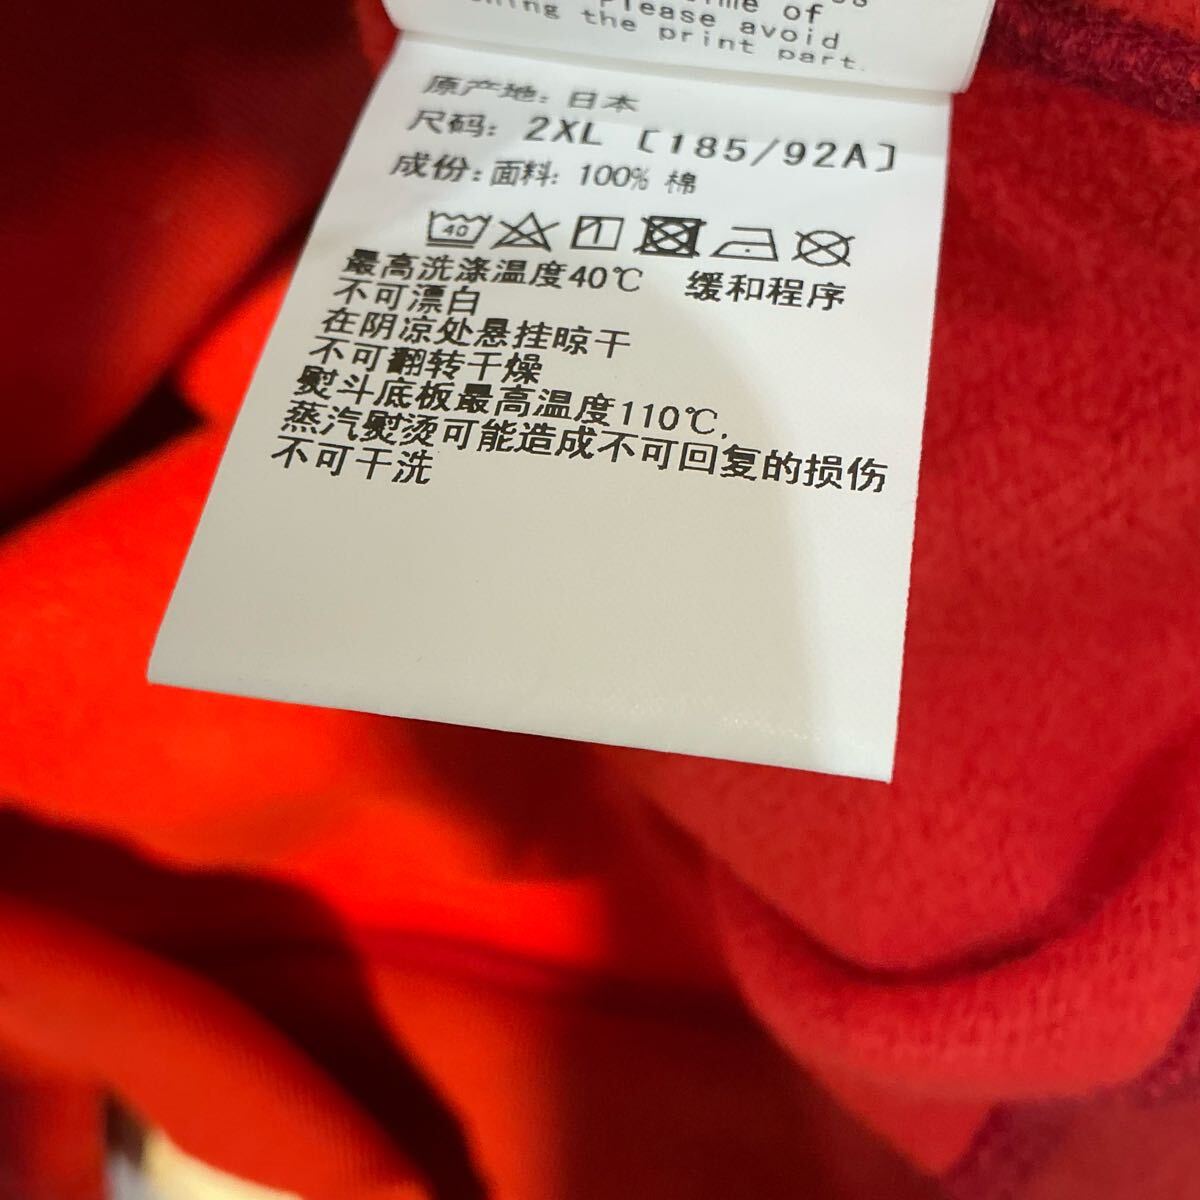 of
please avoid
the print part.
原产地: 日本
尺码: 2XL [185/92A]
成份: 面料: 100% 棉
40
最高洗涤温度40℃ 缓和程序
不可漂白
在阴凉处悬挂晾干
不可翻转干燥
熨斗底板最高温度110℃,
蒸汽熨烫可能造成不可回复的损伤
不可干洗